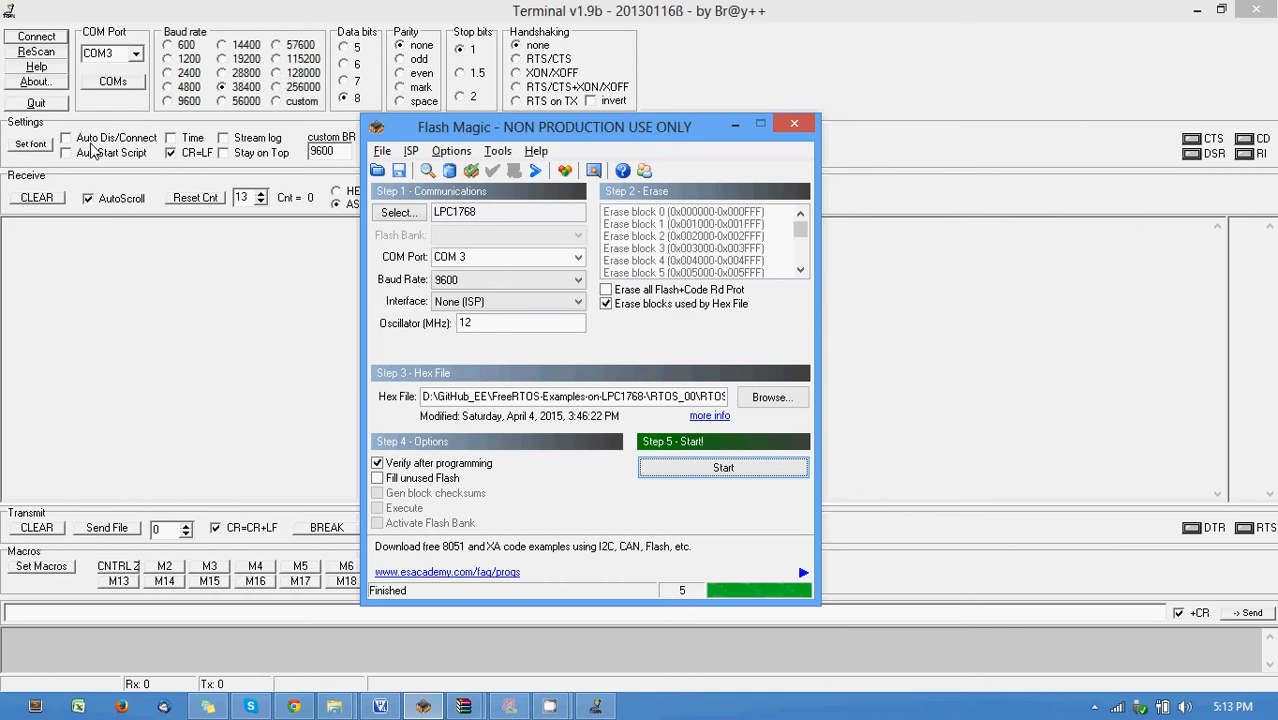 Terminal v1.9b - 20130116ß - by Br@y++
Connect
ReScan
Help
About..
Quit
COM Port
COM3
COMs
Baud rate
600 14400 57600
1200 19200 115200
2400 28800 128000
4800 38400 256000
9600 56000 custom
Data bits
5
6
7
8
Parity
none
odd
even
mark
space
Stop bits
1
1.5
2
Handshaking
none
RTS/CTS
XON/XOFF
RTS/CTS+XON/XOFF
RTS on TX invert
Settings
Set font
Auto Dis/Connect Time Stream log custom BR
AutoStart Script CR=LF Stay on Top 9600
CTS CD
DSR RI
Receive
CLEAR AutoScroll Reset Cnt 13 Cnt = 0
HE
AS
Flash Magic - NON PRODUCTION USE ONLY
File ISP Options Tools Help
Step 1 - Communications
Select... LPC1768
Flash Bank:
COM Port: COM 3
Baud Rate: 9600
Interface: None (ISP)
Oscillator (MHz): 12
Step 2 - Erase
Erase block 0 (0x000000-0x000FFF)
Erase block 1 (0x001000-0x001FFF)
Erase block 2 (0x002000-0x002FFF)
Erase block 3 (0x003000-0x003FFF)
Erase block 4 (0x004000-0x004FFF)
Erase block 5 (0x005000-0x005FFF)
Erase all Flash+Code Rd Prot
Erase blocks used by Hex File
Step 3 - Hex File
Hex File: D:\GitHub_EE\FreeRTOS-Examples-on-LPC1768-\RTOS_00\RTOS Browse...
Modified: Saturday, April 4, 2015, 3:46:22 PM more info
Step 4 - Options
Verify after programming
Fill unused Flash
Gen block checksums
Execute
Activate Flash Bank
Step 5 - Start!
Start
Download free 8051 and XA code examples using I2C, CAN, Flash, etc.
www.esacademy.com/faq/progs
Finished 5
Transmit
CLEAR Send File 0 CR=CR+LF BREAK
DTR RTS
Macros
Set Macros
CNTRL Z M2 M3 M4 M5 M6
M13 M14 M15 M16 M17 M18
+CR -> Send
Rx: 0 Tx: 0
5:13 PM